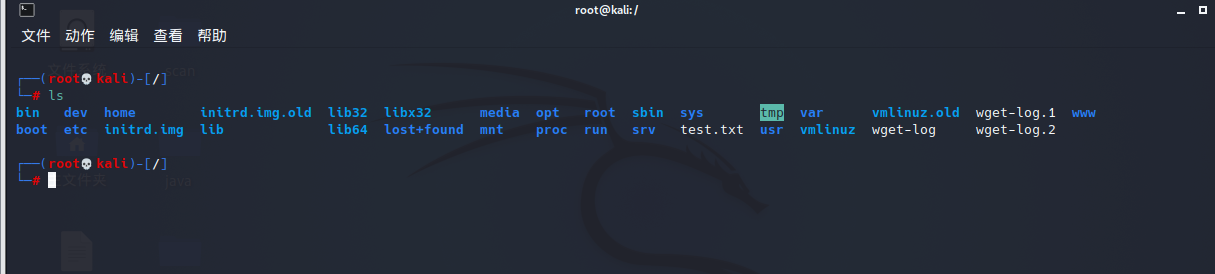 root@kali:/
文件 动作 编辑 查看 帮助
┌──(root💀kali)-[/]
└─# ls
bin dev home initrd.img.old lib32 libx32 media opt root sbin sys tmp var vmlinuz.old wget-log.1 www
boot etc initrd.img lib lib64 lost+found mnt proc run srv test.txt usr vmlinuz wget-log wget-log.2
┌──(root💀kali)-[/]
└─#